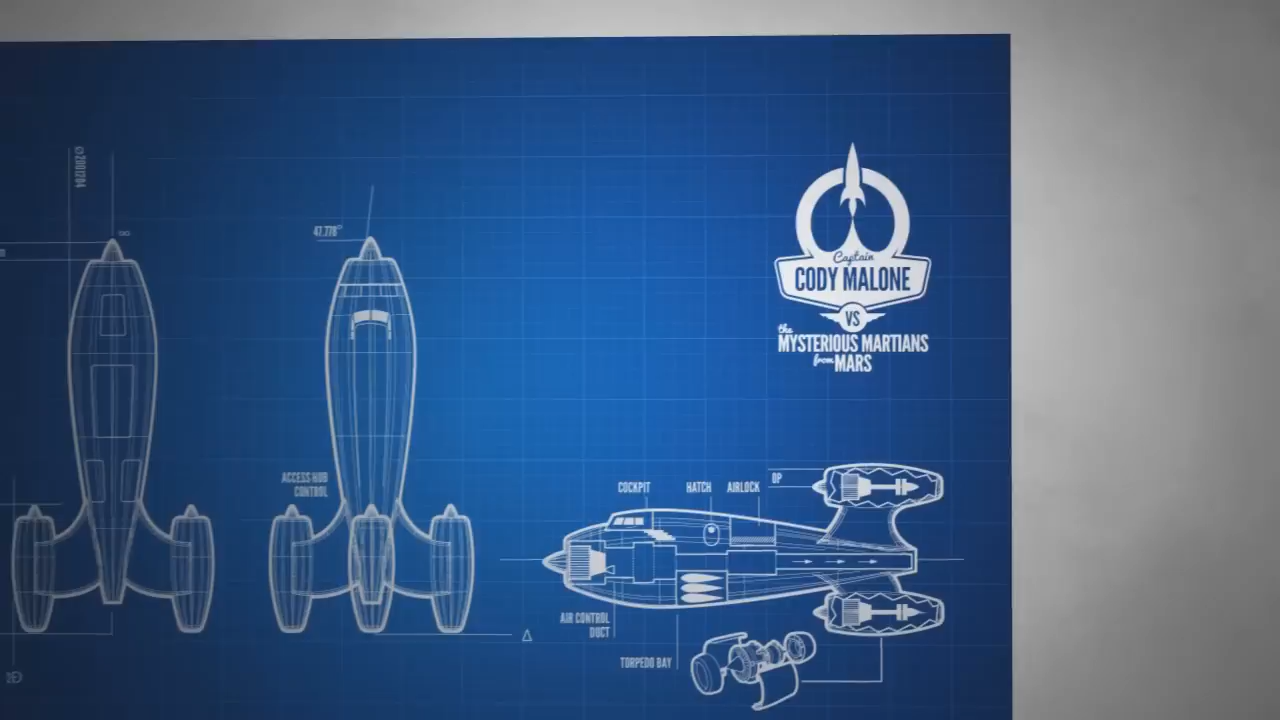 47.778°
Captain
CODY MALONE
VS
the
MYSTERIOUS MARTIANS
from MARS
ACCESS HUB
CONTROL
COCKPIT
HATCH
AIRLOCK
OP
AIR CONTROL
DUCT
TORPEDO BAY